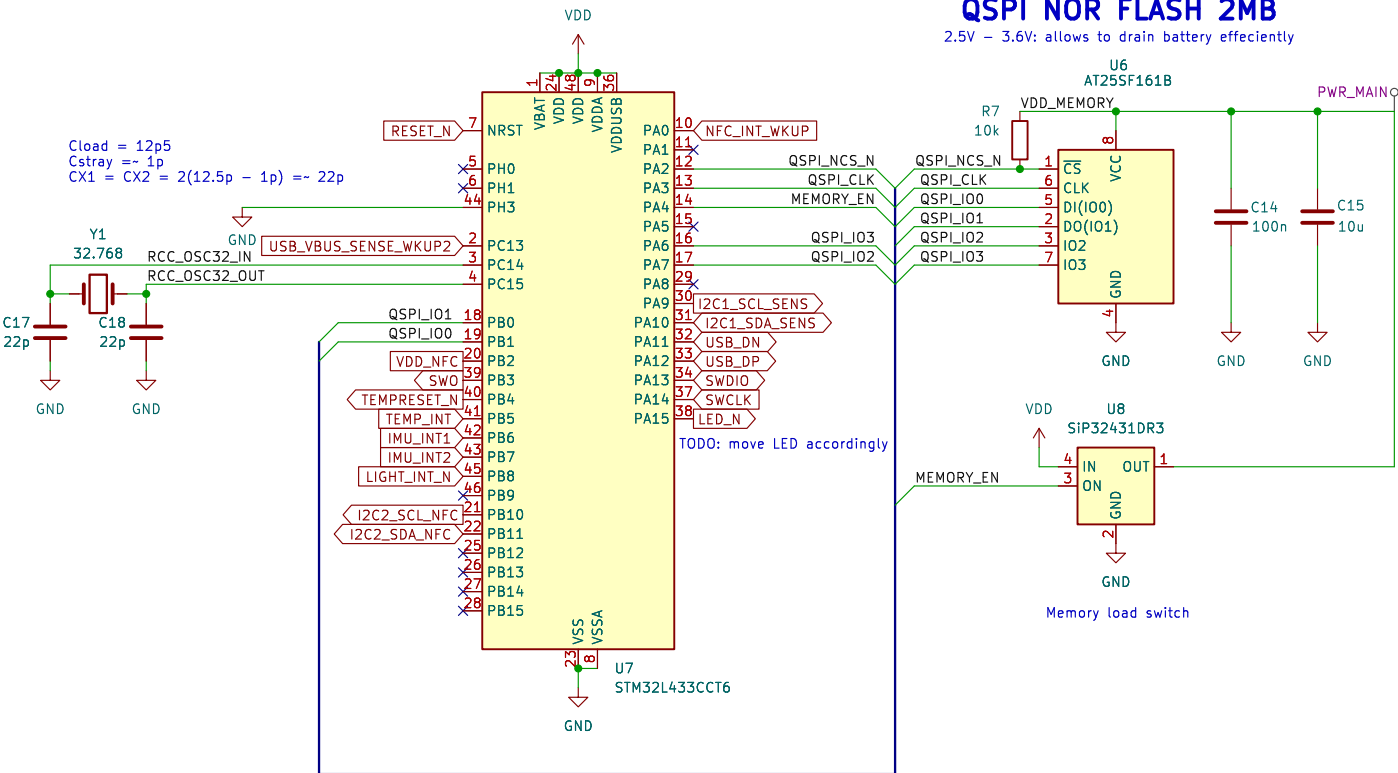 QSPI NOR FLASH 2MB
2.5V - 3.6V: allows to drain battery effeciently
VDD
1
24
48
9
36
VBAT
VDD
VDD
VDDA
VDDUSB
RESET_N
7
NRST
5
PH0
6
PH1
44
PH3
GND
USB_VBUS_SENSE_WKUP2
2
PC13
RCC_OSC32_IN
3
PC14
RCC_OSC32_OUT
4
PC15
QSPI_IO1
18
PB0
QSPI_IO0
19
PB1
VDD_NFC
20
PB2
SWO
39
PB3
TEMPRESET_N
40
PB4
TEMP_INT
41
PB5
IMU_INT1
42
PB6
IMU_INT2
43
PB7
LIGHT_INT_N
45
PB8
46
PB9
I2C2_SCL_NFC
21
PB10
I2C2_SDA_NFC
22
PB11
25
PB12
26
PB13
27
PB14
28
PB15
Cload = 12p5
Cstray =~ 1p
CX1 = CX2 = 2(12.5p - 1p) =~ 22p
Y1
32.768
C17
22p
C18
22p
GND
GND
PA0
10
NFC_INT_WKUP
PA1
11
PA2
12
QSPI_NCS_N
PA3
13
QSPI_CLK
PA4
14
MEMORY_EN
PA5
15
PA6
16
QSPI_IO3
PA7
17
QSPI_IO2
PA8
29
PA9
30
I2C1_SCL_SENS
PA10
31
I2C1_SDA_SENS
PA11
32
USB_DN
PA12
33
USB_DP
PA13
34
SWDIO
PA14
37
SWCLK
PA15
38
LED_N
TODO: move LED accordingly
VSS
VSSA
23
8
U7
STM32L433CCT6
GND
U6
AT25SF161B
PWR_MAIN
R7
10k
VDD_MEMORY
8
VCC
QSPI_NCS_N
1
CS
QSPI_CLK
6
CLK
QSPI_IO0
5
DI(IO0)
QSPI_IO1
2
DO(IO1)
QSPI_IO2
3
IO2
QSPI_IO3
7
IO3
GND
4
GND
C14
100n
GND
C15
10u
GND
VDD
U8
SiP32431DR3
4
IN
OUT
1
MEMORY_EN
3
ON
GND
2
GND
Memory load switch